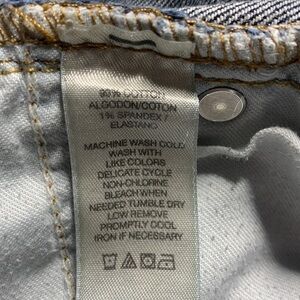 99% COTTON
ALGODON/COTON
1% SPANDEX /
ELASTANO
MACHINE WASH COLD
WASH WITH
LIKE COLORS
DELICATE CYCLE
NON-CHLORINE
BLEACH WHEN
NEEDED TUMBLE DRY
LOW REMOVE
PROMPTLY COOL
IRON IF NECESSARY